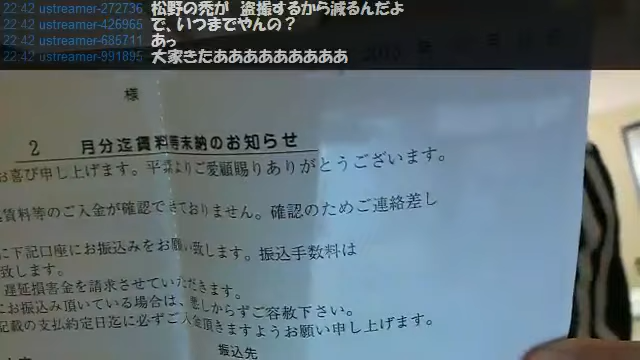 22:42 ustreamer-272736 松野の禿が 盗撮するから減るんだよ
22:42 ustreamer-426965 で、いつまでやんの?
22:42 ustreamer-685711 あっ
22:42 ustreamer-991895 大家きたあああああああああ
様
2 月分迄賃料等未納のお知らせ
お喜び申し上げます。平素よりご愛顧賜りありがとうございます。
賃料等のご入金が確認できておりません。確認のためご連絡差し
に下記口座にお振込みをお願い致します。振込手数料は
致します。
遅延損害金を請求させていただきます。
にお振込み頂いている場合は、悪しからずご容赦下さい。
記載の支払約定日迄に必ずご入金頂きますようお願い申し上げます。
振込先